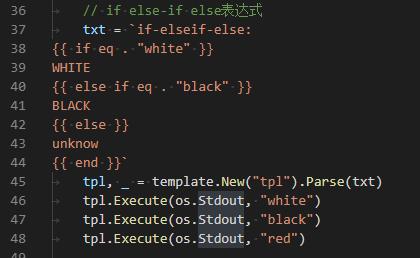 36 // if else-if else表达式
37 txt = `if-elseif-else:
38 {{ if eq . "white" }}
39 WHITE
40 {{ else if eq . "black" }}
41 BLACK
42 {{ else }}
43 unknow
44 {{ end }}`
45 tpl, _ = template.New("tpl").Parse(txt)
46 tpl.Execute(os.Stdout, "white")
47 tpl.Execute(os.Stdout, "black")
48 tpl.Execute(os.Stdout, "red")